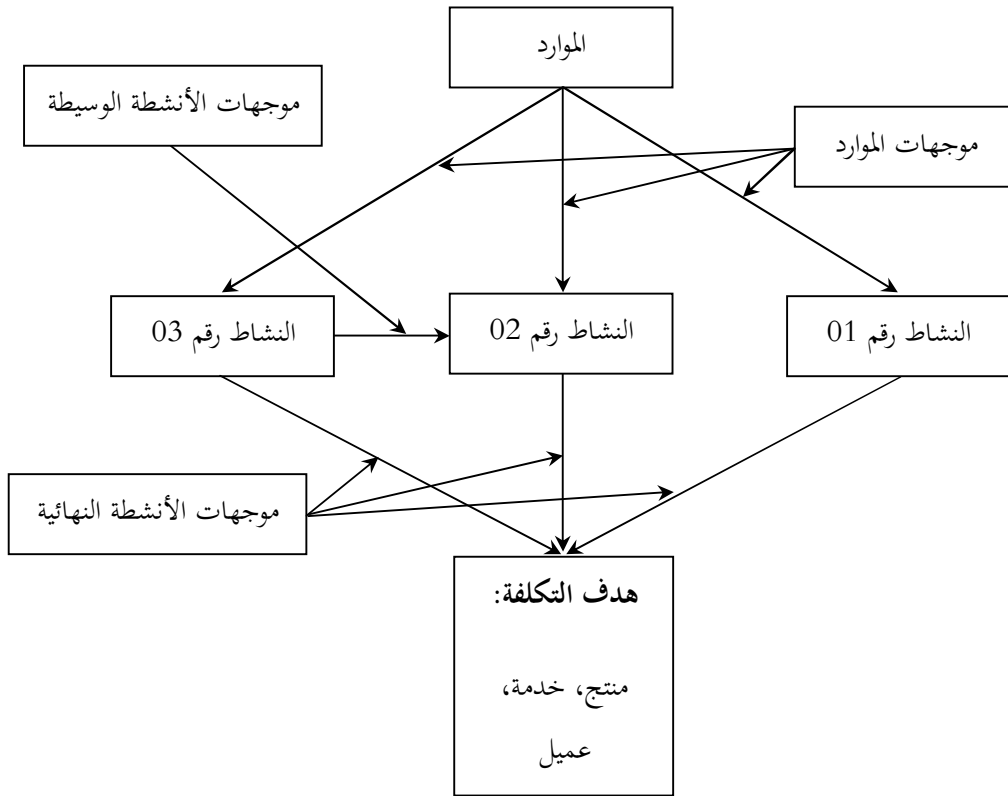 الموارد
موجهات الأنشطة الوسيطة
موجهات الموارد
النشاط رقم 01
النشاط رقم 02
النشاط رقم 03
موجهات الأنشطة النهائية
هدف التكلفة:
منتج، خدمة،
عميل